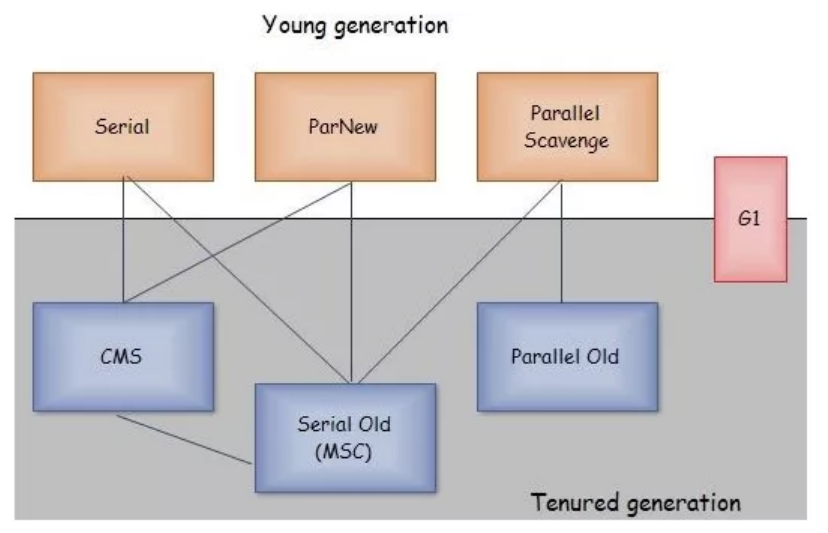 Young generation
Serial
ParNew
Parallel
Scavenge
G1
CMS
Parallel Old
Serial Old
(MSC)
Tenured generation